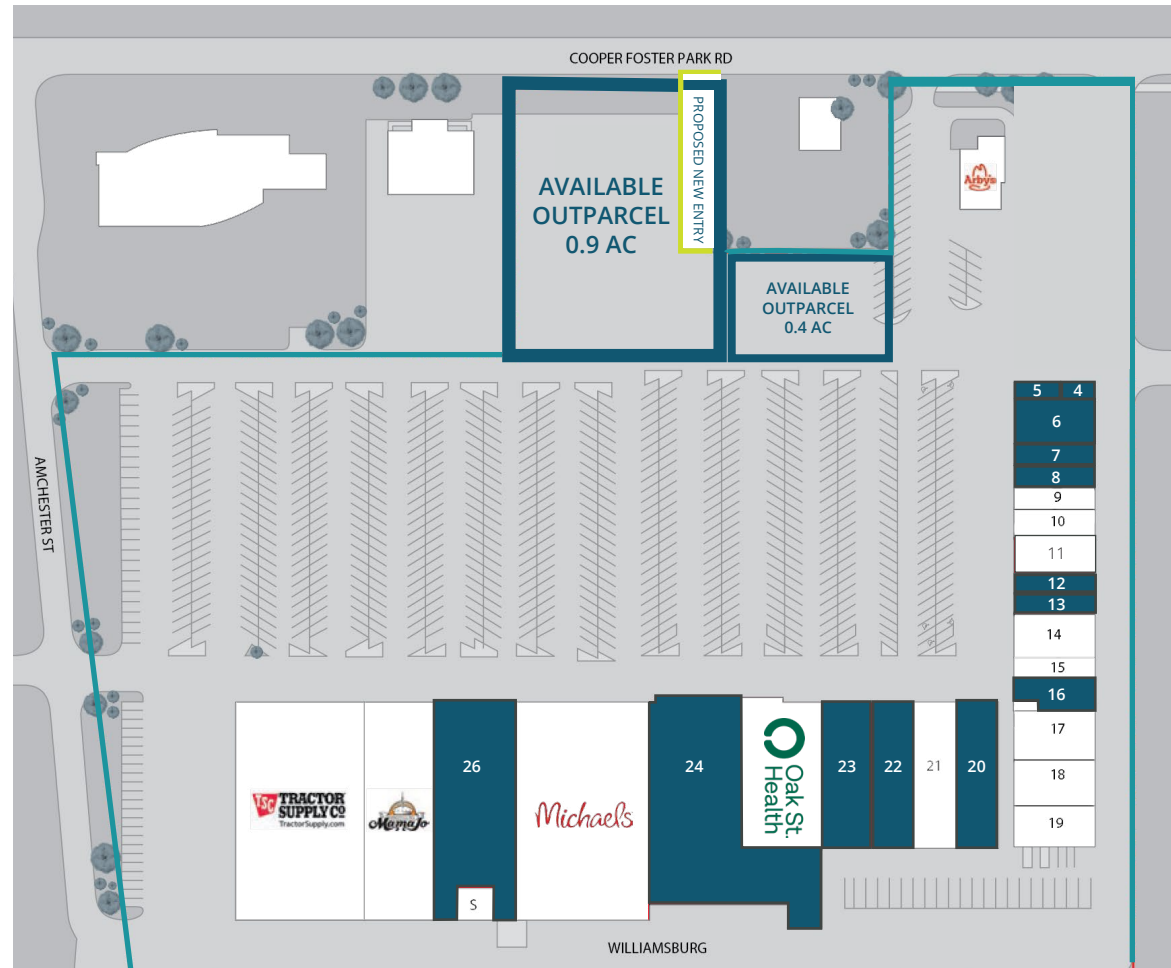 COOPER FOSTER PARK RD
PROPOSED NEW ENTRY
AVAILABLE
OUTPARCEL
0.9 AC
Arby's
AVAILABLE
OUTPARCEL
0.4 AC
AMCHESTER ST
5 4
6
7
8
9
10
11
12
13
14
15
16
17
18
19
TSC TRACTOR
SUPPLY CO
TractorSupply.com
MamaJo
26
S
Michaels
24
Oak St.
Health
23
22
21
20
WILLIAMSBURG